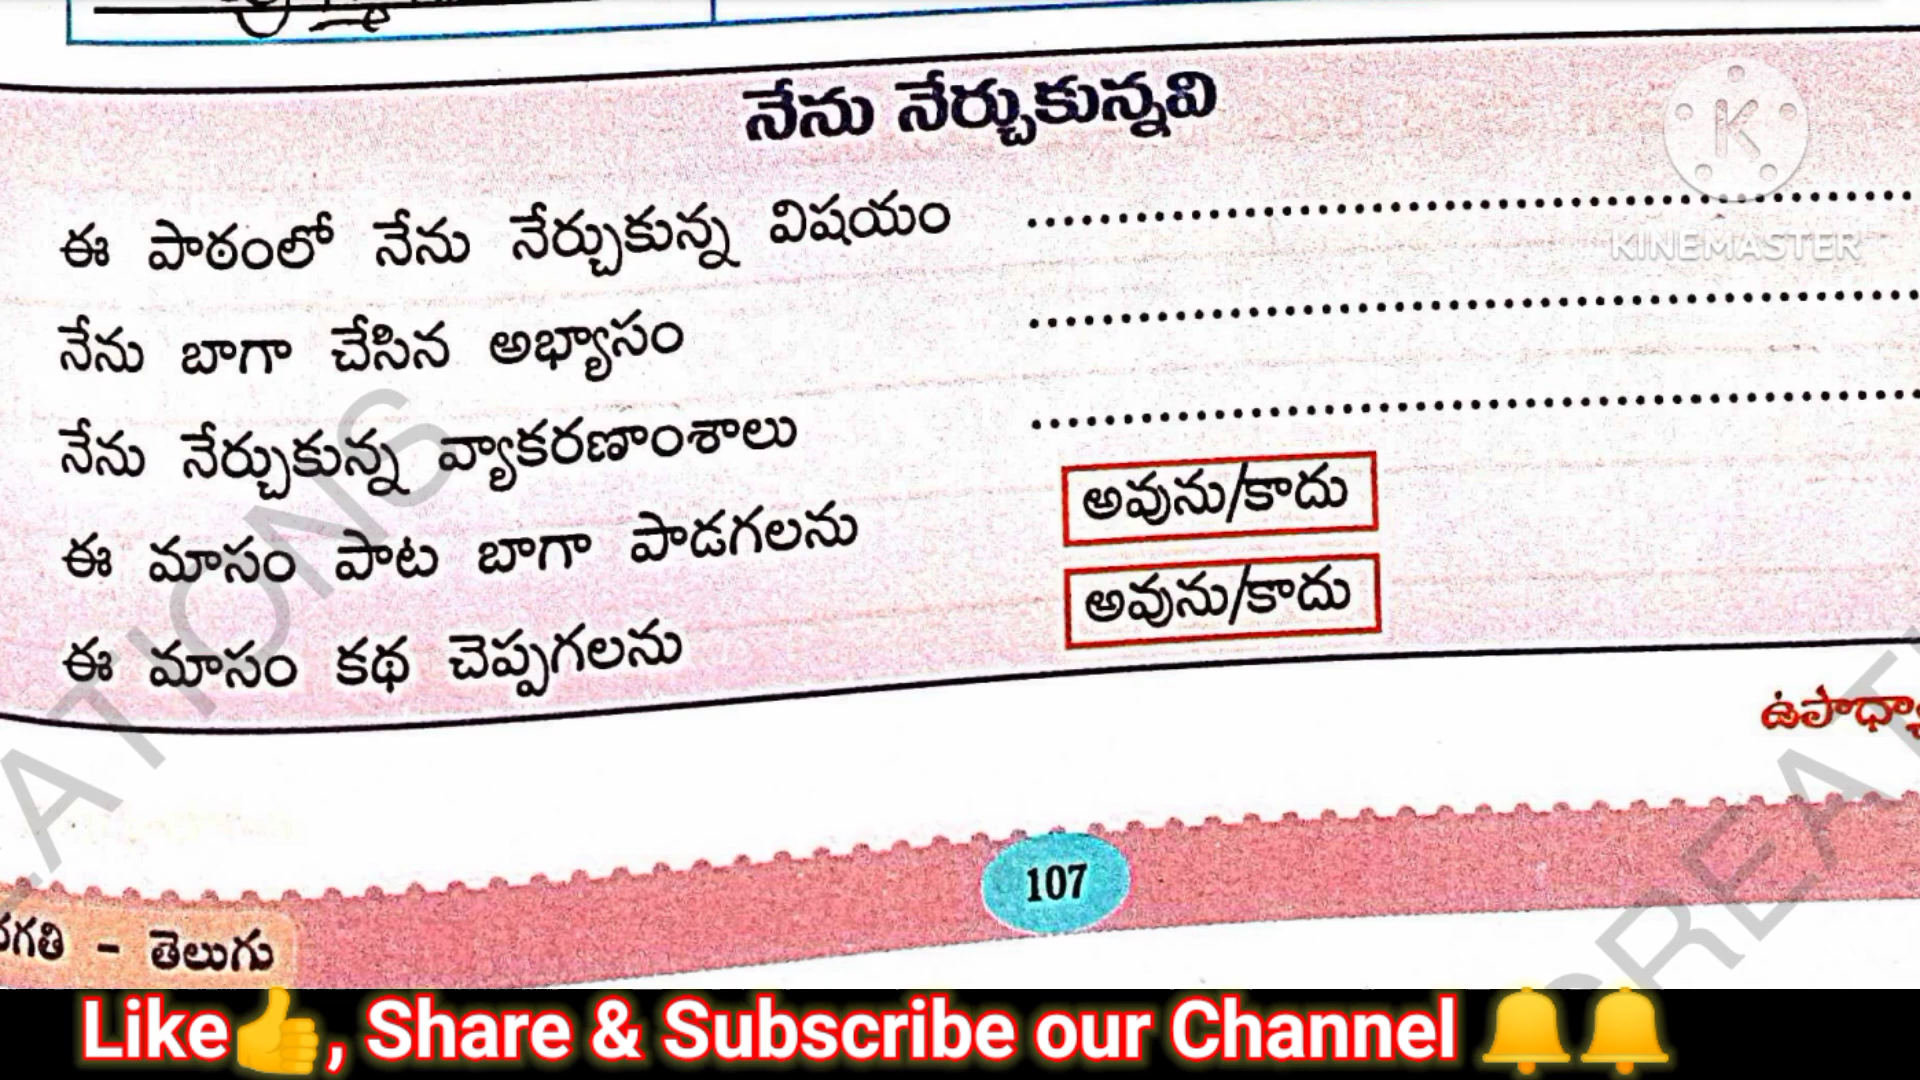 నేను నేర్చుకున్నవి
ఈ పాఠంలో నేను నేర్చుకున్న విషయం ........................................
నేను బాగా చేసిన అభ్యాసం ........................................
నేను నేర్చుకున్న వ్యాకరణాంశాలు ........................................
ఈ మాసం పాట బాగా పాడగలను అవును/కాదు
ఈ మాసం కథ చెప్పగలను అవును/కాదు
K
KINEMASTER
107
- తెలుగు
Like👍, Share & Subscribe our Channel 🔔🔔